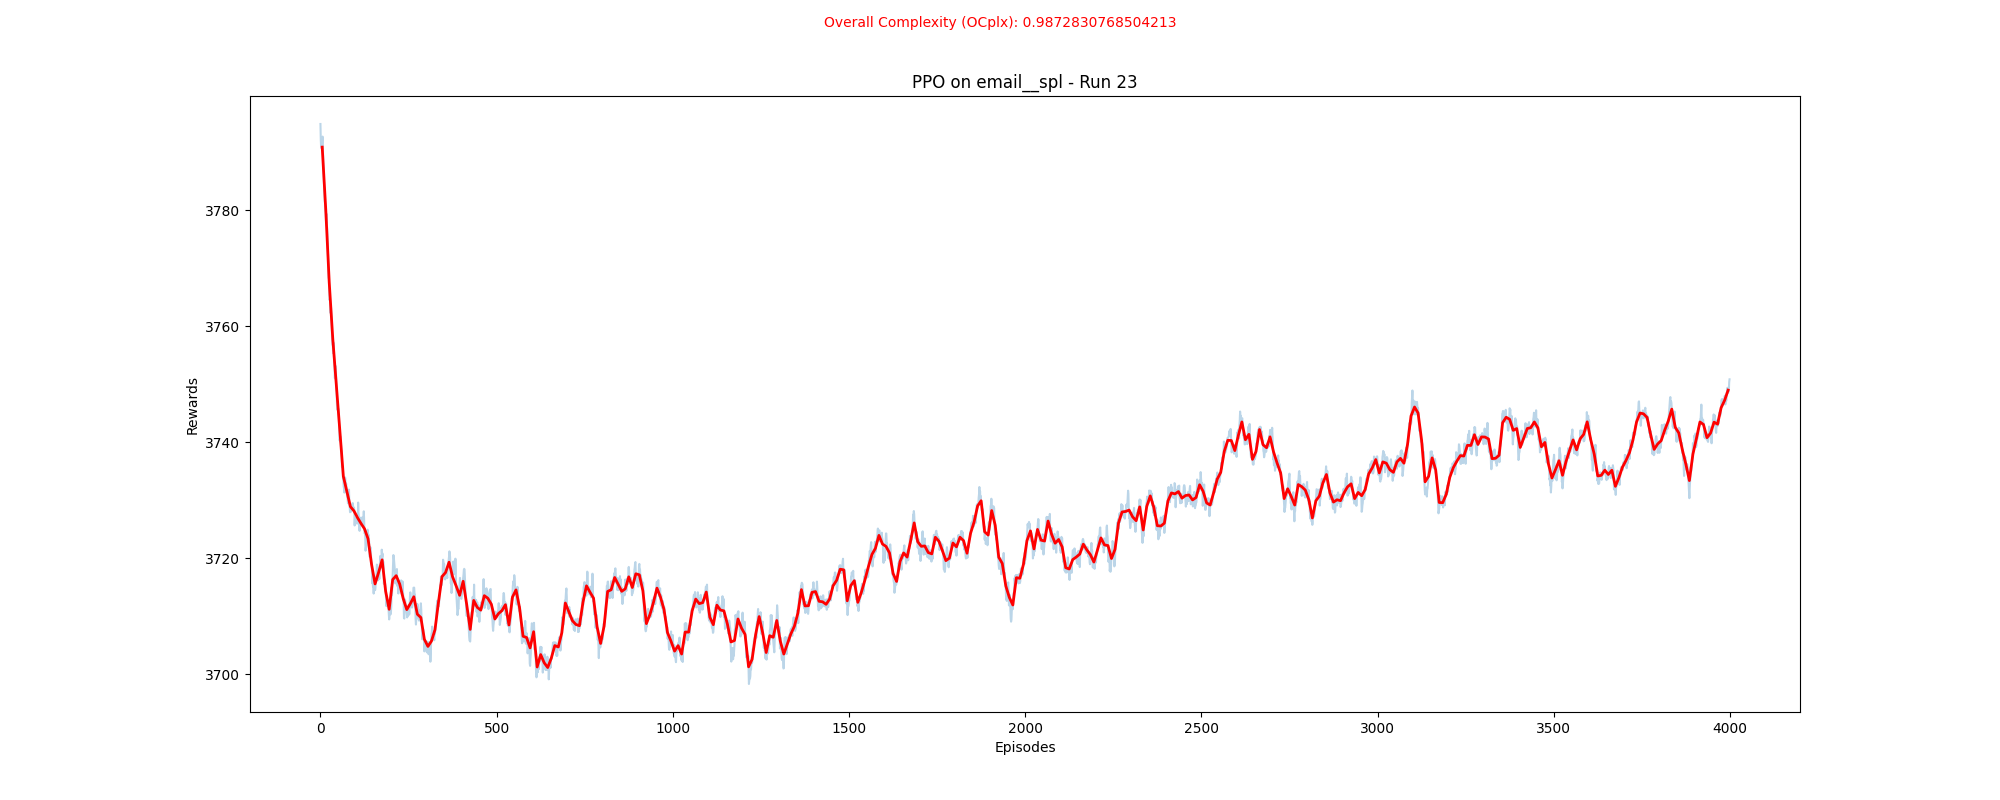 Overall Complexity (OCplx): 0.9872830768504213
PPO on email__spl - Run 23
Rewards
3780
3760
3740
3720
3700
0 500 1000 1500 2000 2500 3000 3500 4000
Episodes